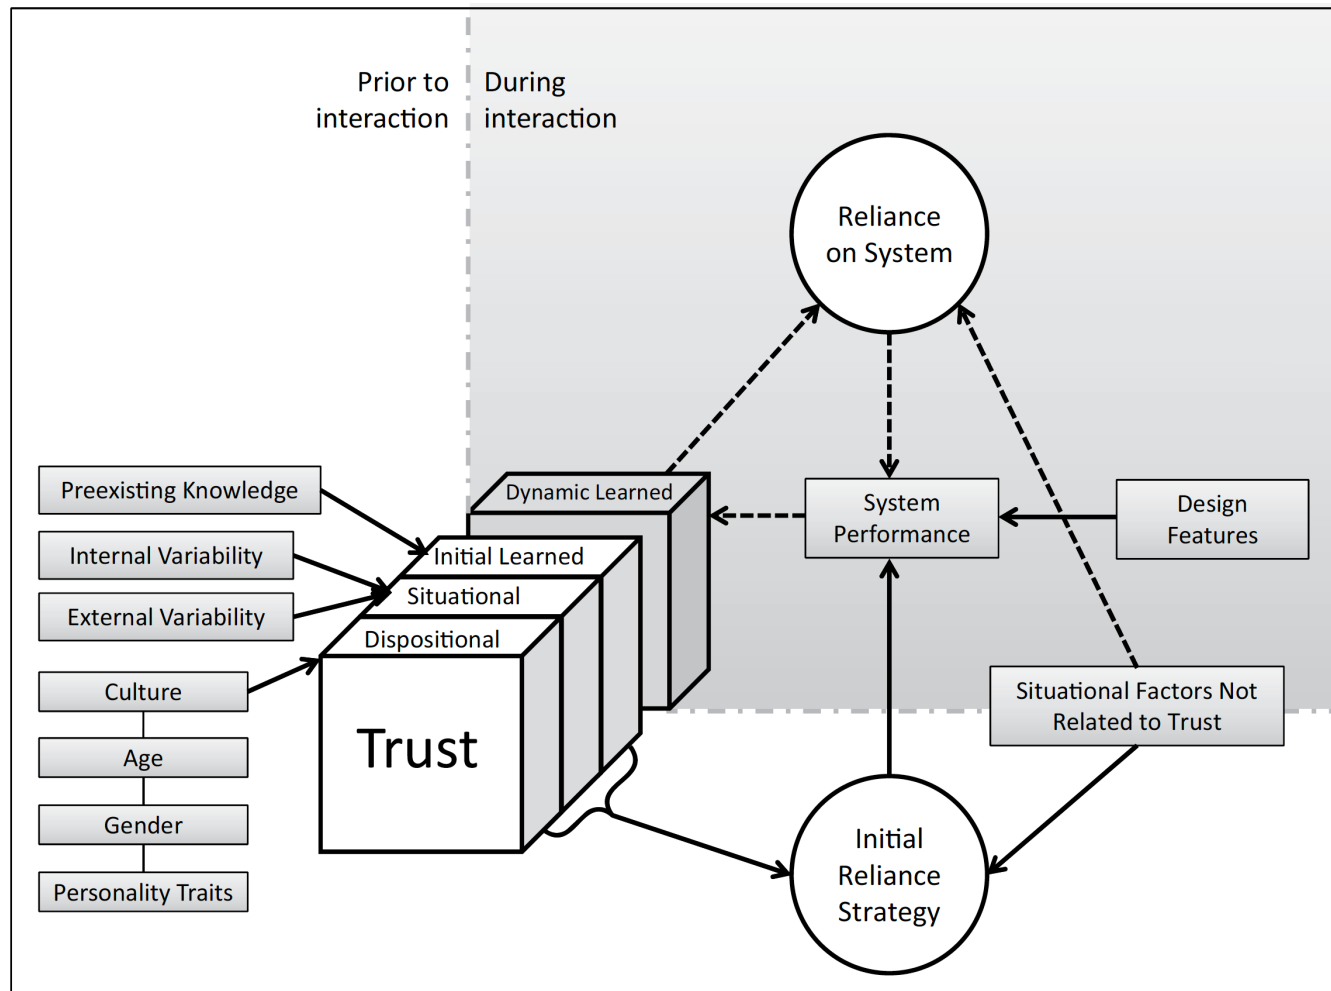 Prior to
interaction
During
interaction
Reliance
on System
Preexisting Knowledge
Internal Variability
External Variability
Culture
Age
Gender
Personality Traits
Dynamic Learned
Initial Learned
Situational
Dispositional
Trust
System
Performance
Design
Features
Situational Factors Not
Related to Trust
Initial
Reliance
Strategy